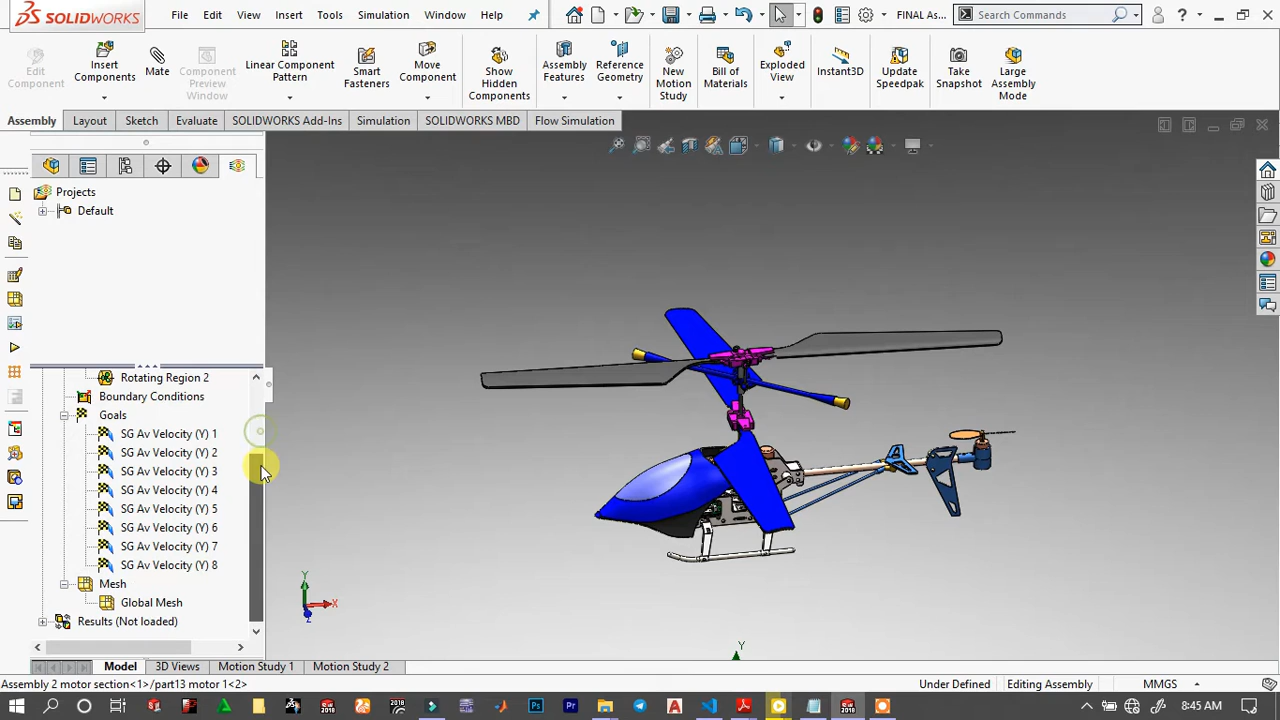 SOLIDWORKS
File
Edit
View
Insert
Tools
Simulation
Window
Help
FINAL As...
Search Commands
Edit
Component
Insert
Components
Mate
Component
Preview
Window
Linear Component
Pattern
Smart
Fasteners
Move
Component
Show
Hidden
Components
Assembly
Features
Reference
Geometry
New
Motion
Study
Bill of
Materials
Exploded
View
Instant3D
Update
Speedpak
Take
Snapshot
Large
Assembly
Mode
Assembly
Layout
Sketch
Evaluate
SOLIDWORKS Add-Ins
Simulation
SOLIDWORKS MBD
Flow Simulation
Projects
Default
Rotating Region 2
Boundary Conditions
Goals
SG Av Velocity (Y) 1
SG Av Velocity (Y) 2
SG Av Velocity (Y) 3
SG Av Velocity (Y) 4
SG Av Velocity (Y) 5
SG Av Velocity (Y) 6
SG Av Velocity (Y) 7
SG Av Velocity (Y) 8
Mesh
Global Mesh
Results (Not loaded)
Y
X
Z
Y
Model
3D Views
Motion Study 1
Motion Study 2
Assembly 2 motor section<1>/part13 motor 1<2>
Under Defined
Editing Assembly
MMGS
8:45 AM